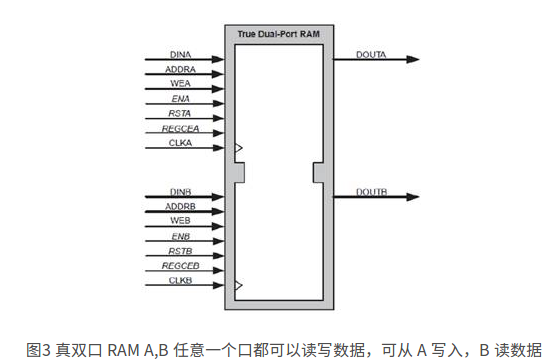 True Dual-Port RAM
DINA
DOUTA
ADDRA
WEA
ENA
RSTA
REGCEA
CLKA
DINB
DOUTB
ADDRB
WEB
ENB
RSTB
REGCEB
CLKB
图3 真双口 RAM A,B 任意一个口都可以读写数据，可从 A 写入，B 读数据